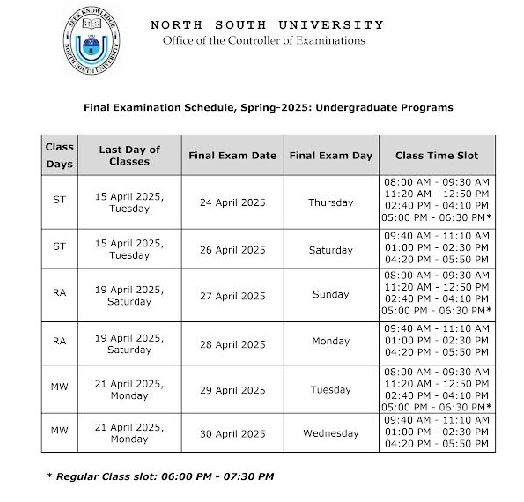 NORTH SOUTH UNIVERSITY
Office of the Controller of Examinations
Final Examination Schedule, Spring-2025: Undergraduate Programs
Class Days | Last Day of Classes | Final Exam Date | Final Exam Day | Class Time Slot
ST | 15 April 2025, Tuesday | 24 April 2025 | Thursday | 08:00 AM - 09:30 AM
11:20 AM - 12:50 PM
02:40 PM - 04:10 PM
05:00 PM - 06:30 PM*
ST | 15 April 2025, Tuesday | 26 April 2025 | Saturday | 09:40 AM - 11:10 AM
01:00 PM - 02:30 PM
04:20 PM - 05:50 PM
RA | 19 April 2025, Saturday | 27 April 2025 | Sunday | 08:00 AM - 09:30 AM
11:20 AM - 12:50 PM
02:40 PM - 04:10 PM
05:00 PM - 06:30 PM*
RA | 19 April 2025, Saturday | 28 April 2025 | Monday | 09:40 AM - 11:10 AM
01:00 PM - 02:30 PM
04:20 PM - 05:50 PM
MW | 21 April 2025, Monday | 29 April 2025 | Tuesday | 08:00 AM - 09:30 AM
11:20 AM - 12:50 PM
02:40 PM - 04:10 PM
05:00 PM - 06:30 PM*
MW | 21 April 2025, Monday | 30 April 2025 | Wednesday | 09:40 AM - 11:10 AM
01:00 PM - 02:30 PM
04:20 PM - 05:50 PM
* Regular Class slot: 06:00 PM - 07:30 PM